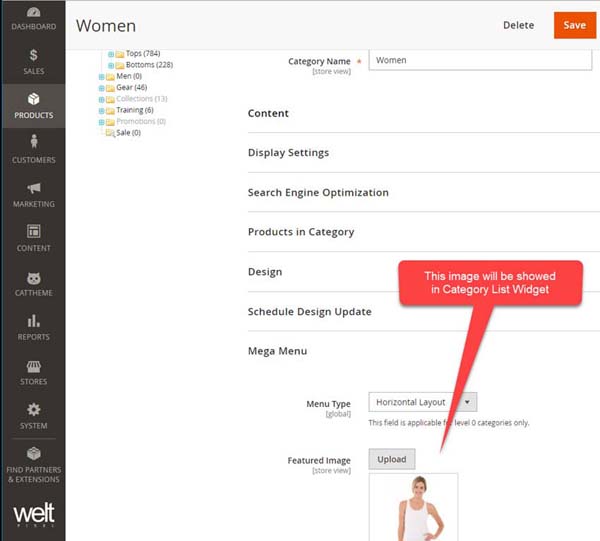 DASHBOARD
$
SALES
PRODUCTS
CUSTOMERS
MARKETING
CONTENT
CATTHEME
REPORTS
STORES
SYSTEM
FIND PARTNERS
& EXTENSIONS
welt
PIXEL
Women
Delete
Save
Tops (784)
Bottoms (228)
Men (0)
Gear (46)
Collections (13)
Training (6)
Promotions (0)
Sale (0)
Category Name *
[store view]
Women
Content
Display Settings
Search Engine Optimization
Products in Category
Design
This image will be showed
in Category List Widget
Schedule Design Update
Mega Menu
Menu Type
[global]
Horizontal Layout
This field is applicable for level 0 categories only.
Featured Image
[store view]
Upload